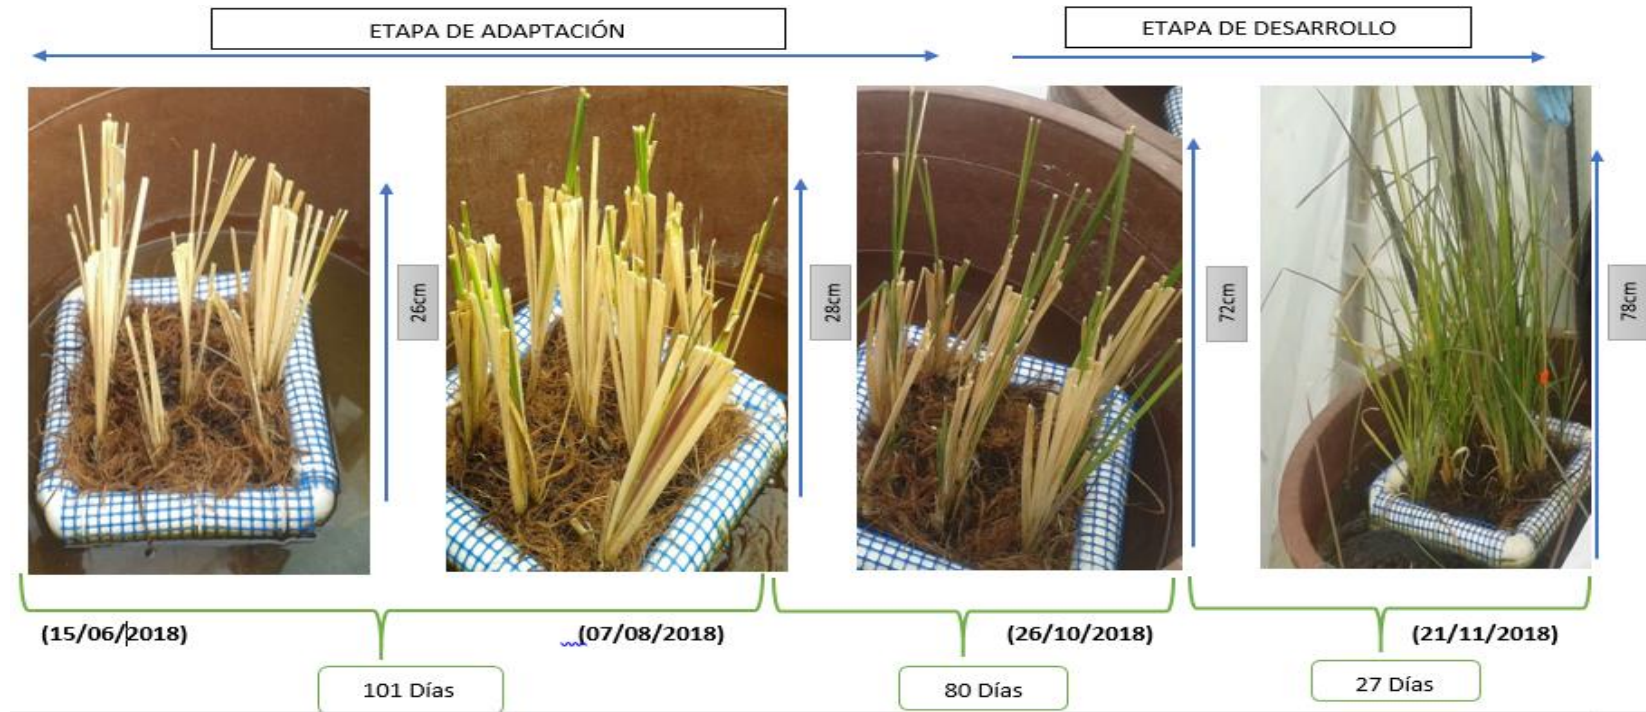 ETAPA DE ADAPTACIÓN
ETAPA DE DESARROLLO
26cm
28cm
72cm
78cm
(15/06/2018)
(07/08/2018)
(26/10/2018)
(21/11/2018)
101 Días
80 Días
27 Días